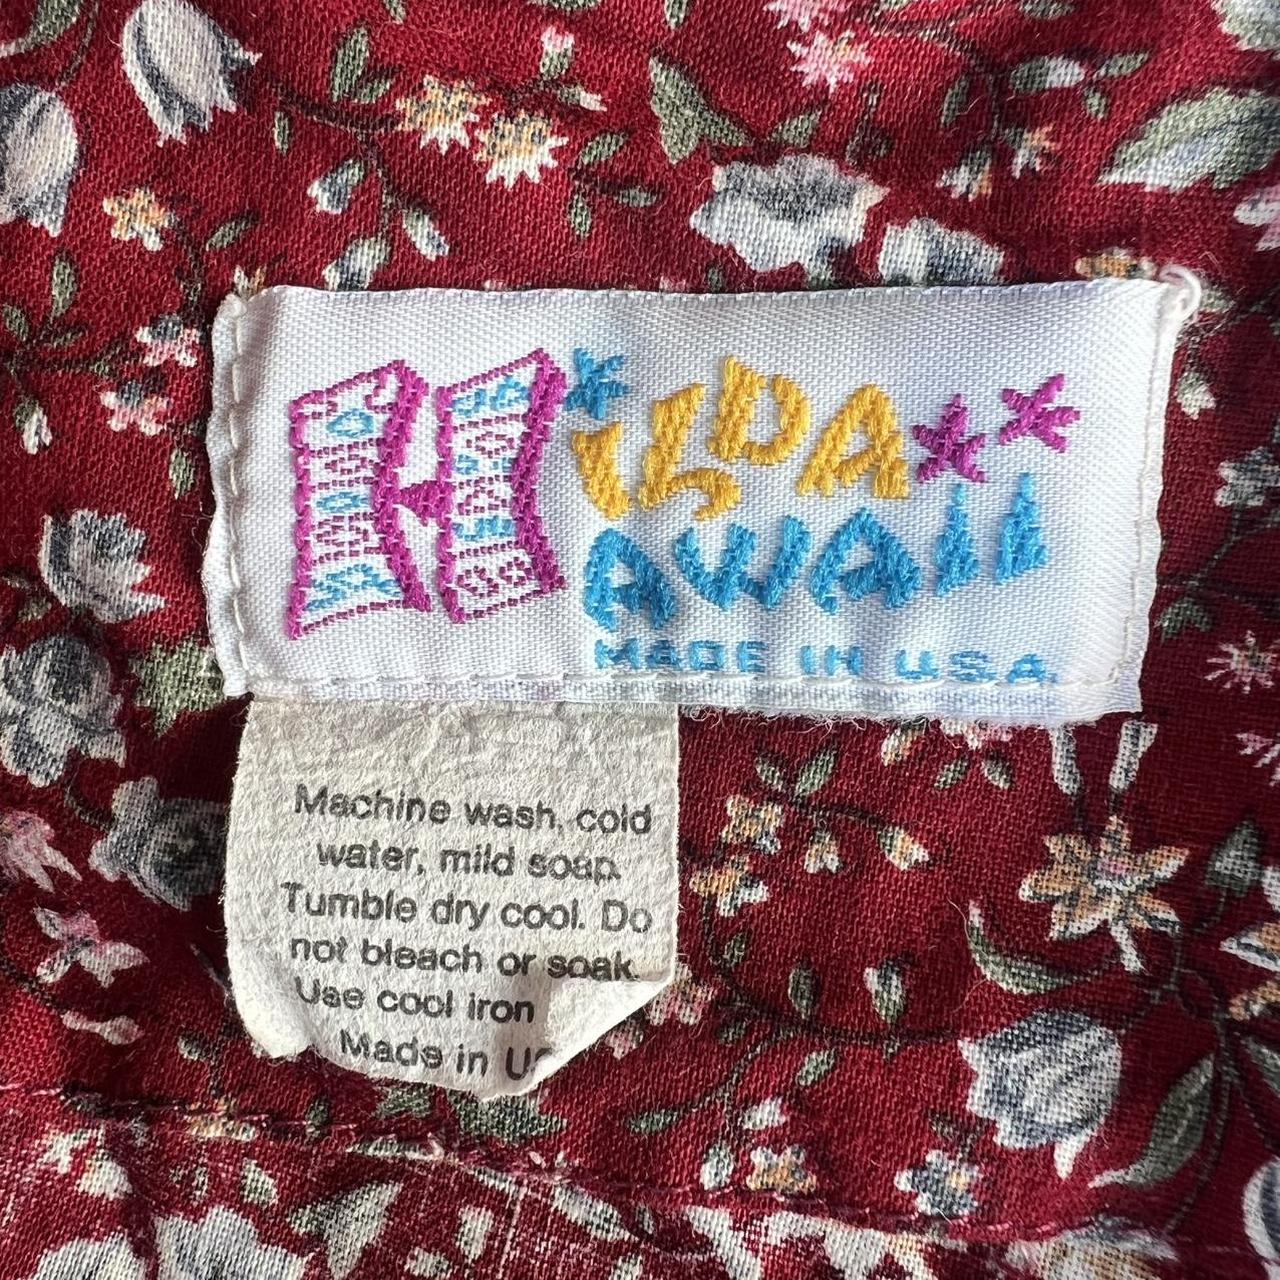 HILDA
HAWAII
MADE IN U.S.A.
Machine wash, cold
water, mild soap.
Tumble dry cool. Do
not bleach or soak.
Use cool iron
Made in US